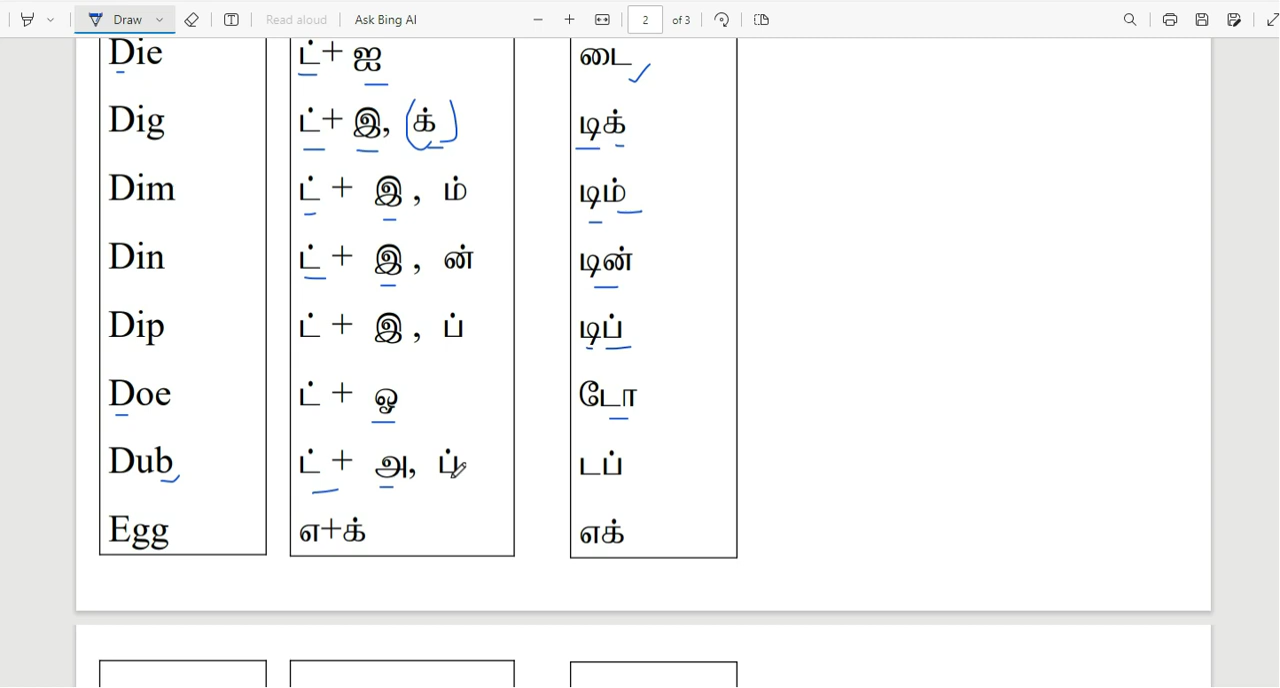 Draw Read aloud Ask Bing AI 2 of 3
Die ட்+ ஐ டை
Dig ட்+ இ, (க்) டிக்
Dim ட் + இ , ம் டிம்
Din ட் + இ , ன் டின்
Dip ட் + இ , ப் டிப்
Doe ட் + ஓ டோ
Dub ட் + அ, ப் டப்
Egg எ+க் எக்